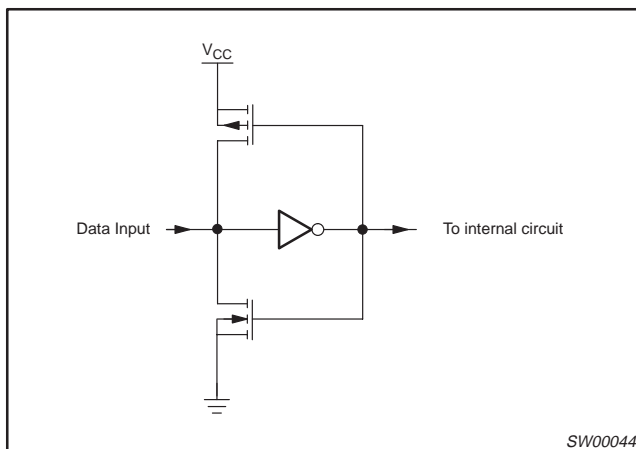 VCC
Data Input
To internal circuit
SW00044